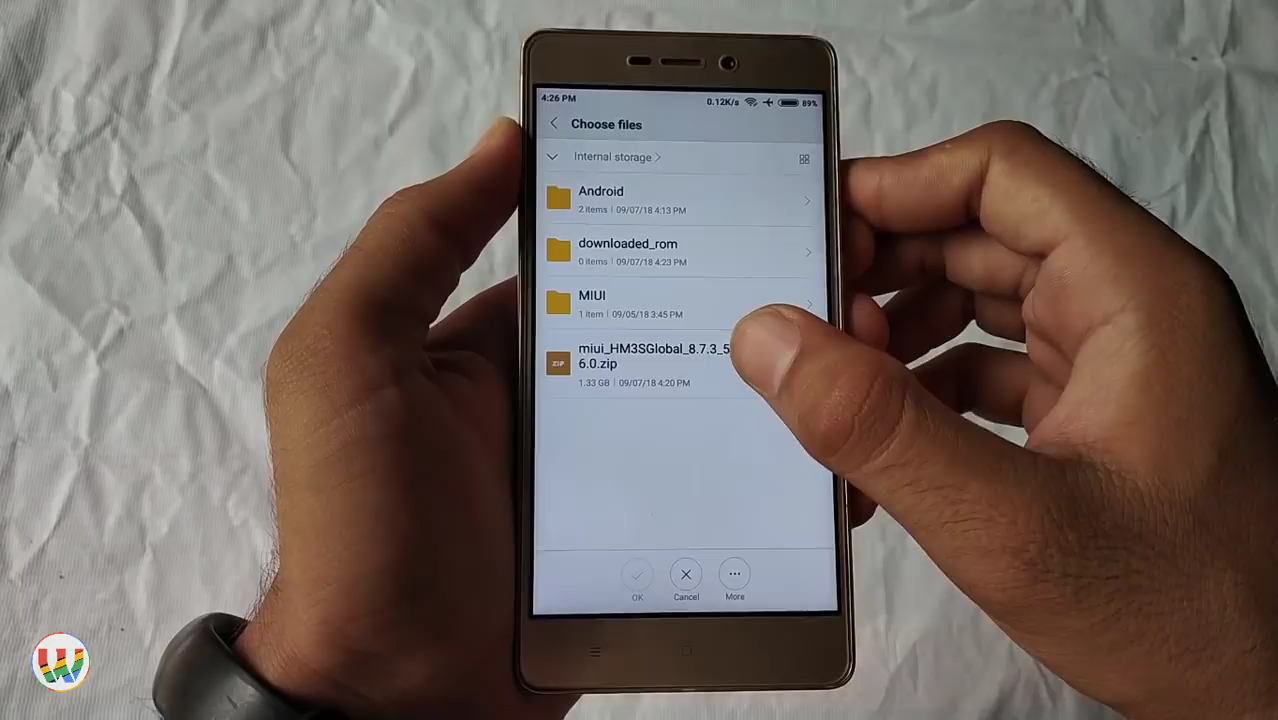 4:26 PM 0.12K/s 89%
Choose files
Internal storage
Android
2 items | 09/07/18 4:13 PM
downloaded_rom
0 items | 09/07/18 4:23 PM
MIUI
1 item | 09/05/18 3:45 PM
miui_HM3SGlobal_8.7.3_5
6.0.zip
ZIP
1.33 GB | 09/07/18 4:20 PM
OK Cancel More
W